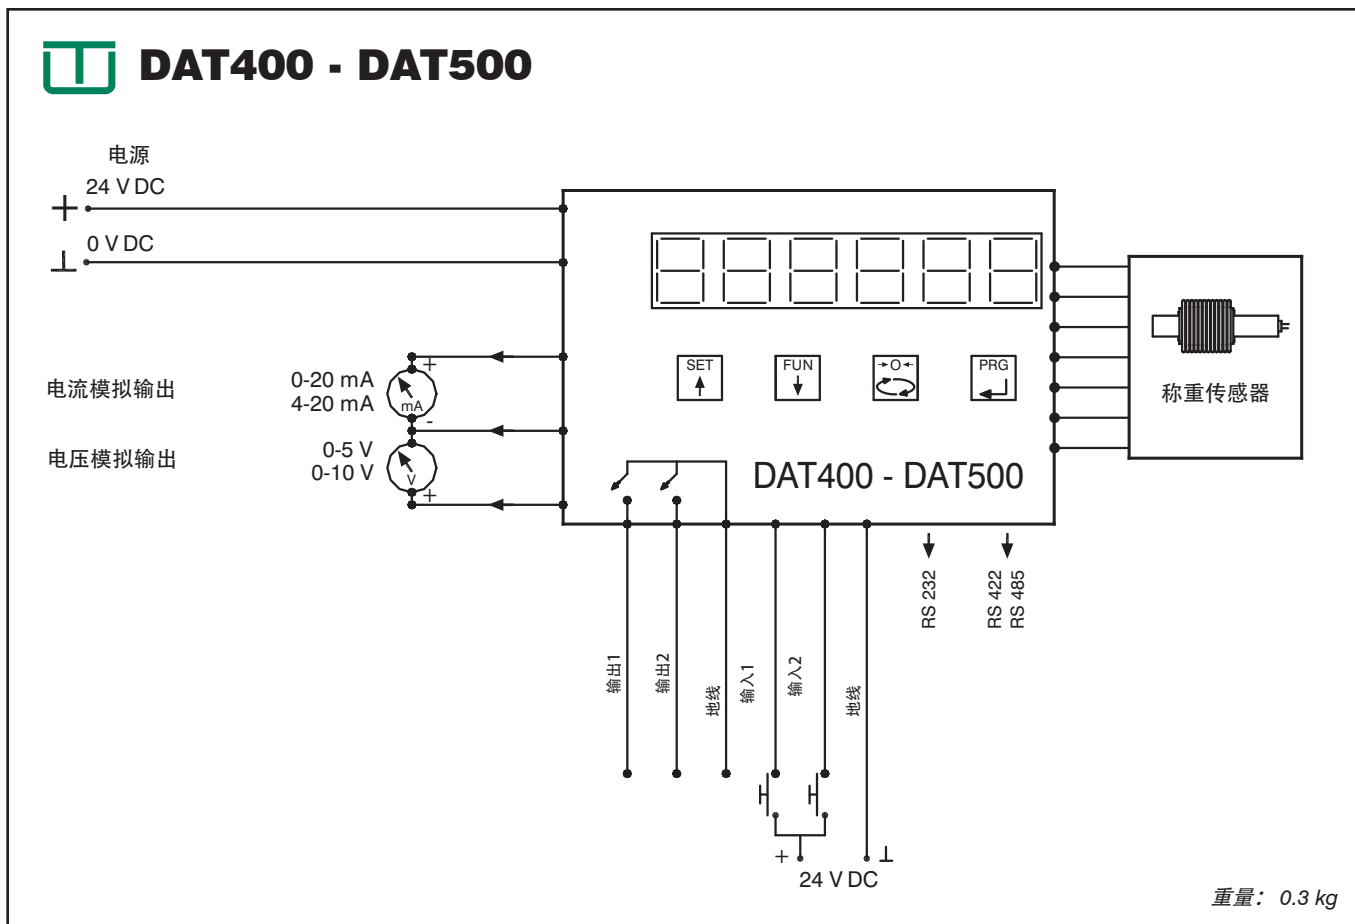 DAT400 - DAT500
电源
24 V DC
+
0 V DC
电流模拟输出
0-20 mA
4-20 mA
+
mA
-
电压模拟输出
0-5 V
0-10 V
V
+
SET
FUN
→0←
PRG
称重传感器
DAT400 - DAT500
RS 232
RS 422
RS 485
输出1
输出2
地线
输入1
输入2
地线
+
24 V DC
重量： 0.3 kg